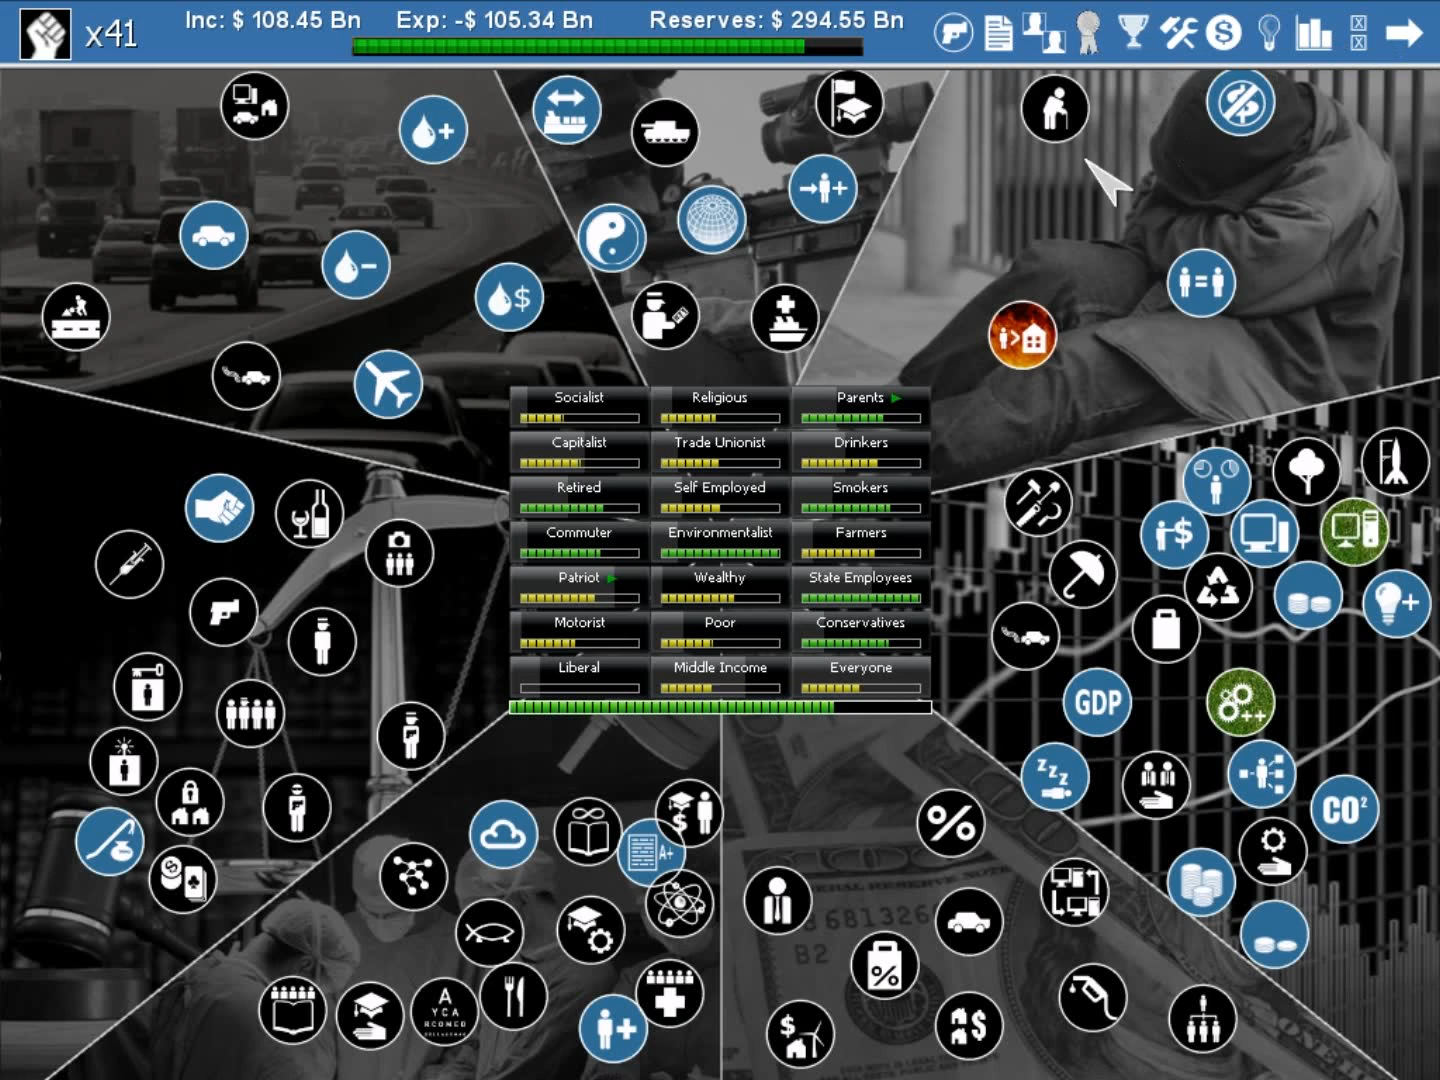 x41
Inc: $ 108.45 Bn
Exp: -$ 105.34 Bn
Reserves: $ 294.55 Bn
Socialist
Religious
Parents
Capitalist
Trade Unionist
Drinkers
Retired
Self Employed
Smokers
Commuter
Environmentalist
Farmers
Patriot
Wealthy
State Employees
Motorist
Poor
Conservatives
Liberal
Middle Income
Everyone
GDP
CO²
zzz
A+
A
YCA